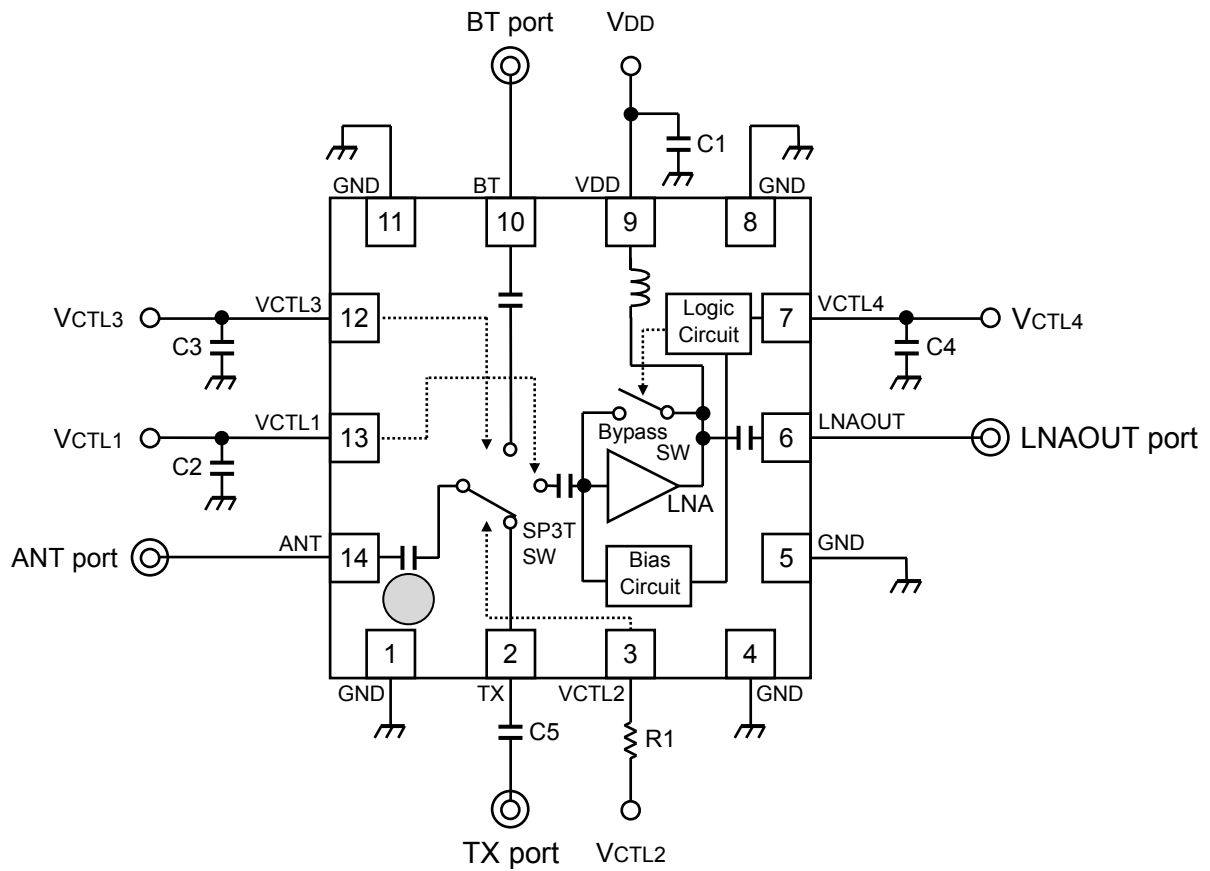 BT port
VDD
C1
GND
BT
VDD
GND
11
10
9
8
VCTL3
VCTL3
12
C3
Logic
Circuit
7
VCTL4
VCTL4
C4
VCTL1
VCTL1
13
C2
Bypass
SW
6
LNAOUT
LNAOUT port
LNA
SP3T
SW
ANT port
ANT
14
Bias
Circuit
5
GND
1
2
3
4
GND
TX
VCTL2
GND
C5
R1
TX port
VCTL2